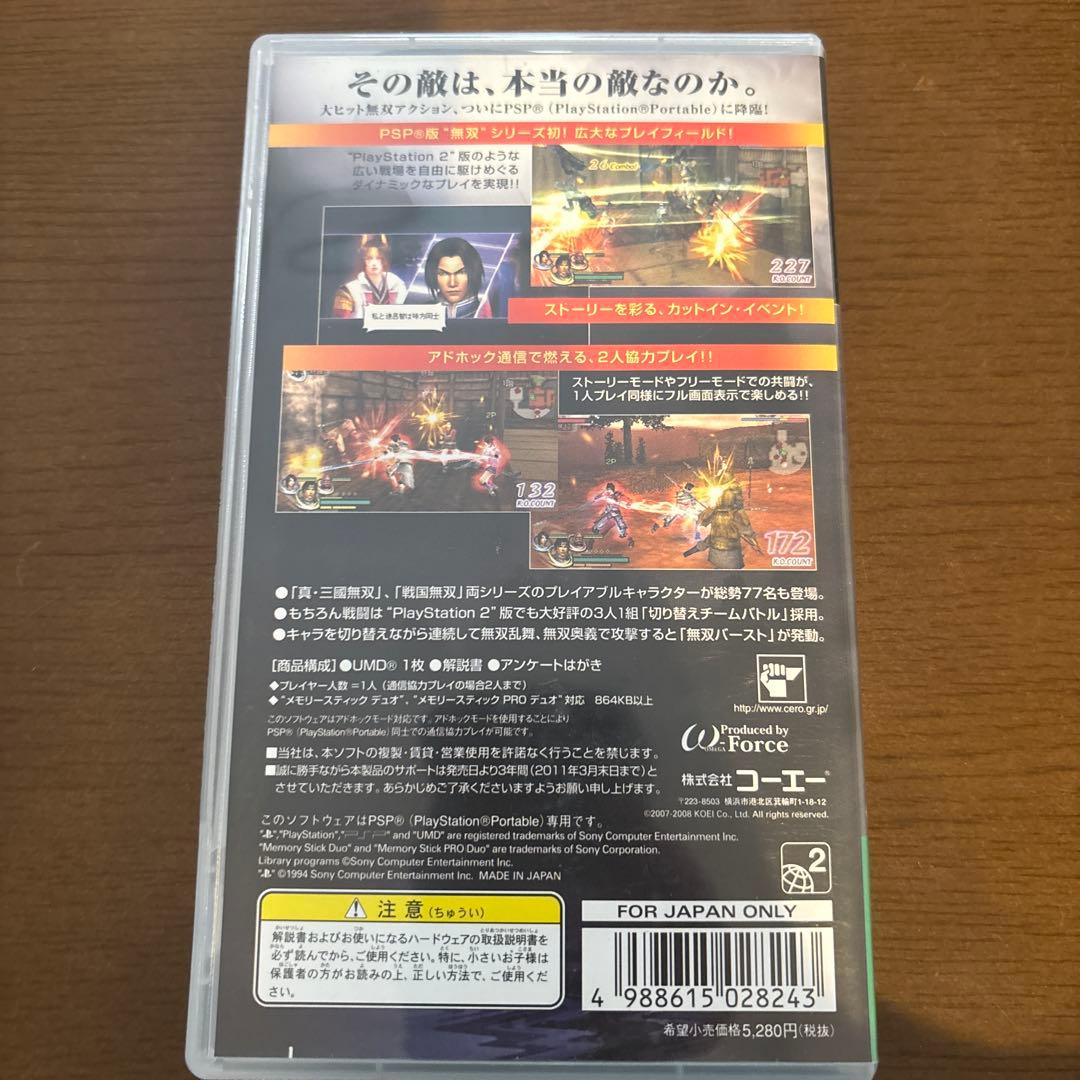 その敵は、本当の敵なのか。
大ヒット無双アクション、ついにPSP®(PlayStation®Portable)に降臨!
PSP®版"無双"シリーズ初! 広大なプレイフィールド!
"PlayStation 2"版のような
広い戦場を自由に駆けめぐる
ダイナミックなプレイを実現!!
26 Combo!
227
K.O.COUNT
私と遠呂智は味方同士
ストーリーを彩る、カットイン・イベント!
アドホック通信で燃える、2人協力プレイ!!
ストーリーモードやフリーモードでの共闘が、
1人プレイ同様にフル画面表示で楽しめる!!
2P
132
K.O.COUNT
2P
172
K.O.COUNT
●「真・三國無双」、「戦国無双」両シリーズのプレイアブルキャラクターが総勢77名も登場。
●もちろん戦闘は"PlayStation 2"版でも大好評の3人1組「切り替えチームバトル」採用。
●キャラを切り替えながら連続して無双乱舞、無双奥義で攻撃すると「無双バースト」が発動。
[商品構成]●UMD® 1枚 ●解説書 ●アンケートはがき
◆プレイヤー人数=1人(通信協力プレイの場合2人まで)
◆"メモリースティック デュオ"、"メモリースティック PRO デュオ"対応 864KB以上
このソフトウェアはアドホックモード対応です。アドホックモードを使用することにより
PSP®(PlayStation®Portable)同士での通信協力プレイが可能です。
http://www.cero.gr.jp/
■当社は、本ソフトの複製・賃貸・営業使用を許諾なく行うことを禁じます。
■誠に勝手ながら本製品のサポートは発売日より3年間(2011年3月末日まで)と
させていただきます。あらかじめご了承くださいますようお願い申し上げます。
Produced by
ω-Force
OMEGA
株式会社コーエー®
〒223-8503 横浜市港北区箕輪町1-18-12
©2007-2008 KOEI Co., Ltd. All rights reserved.
このソフトウェアはPSP®(PlayStation®Portable)専用です。
"PS","PlayStation","PSP" and "UMD" are registered trademarks of Sony Computer Entertainment Inc.
"Memory Stick Duo" and "Memory Stick PRO Duo" are trademarks of Sony Corporation.
Library programs ©Sony Computer Entertainment Inc.
"PS" ©1994 Sony Computer Entertainment Inc. MADE IN JAPAN
2
注意(ちゅうい)
解説書およびお使いになるハードウェアの取扱説明書を
必ず読んでから、ご使用ください。特に、小さいお子様は
保護者の方がお読みの上、正しい方法で、ご使用くだ
さい。
FOR JAPAN ONLY
4 988615 028243
希望小売価格5,280円(税抜)